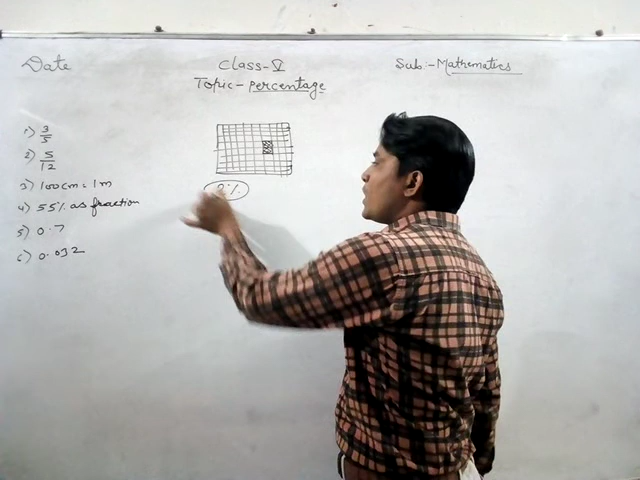 Date
Class-V
Sub:- Mathematics
Topic- percentage
1) 3/5
2) 5/12
3) 100cm = 1m
4) 55% as fraction
5) 0.7
6) 0.032
2%